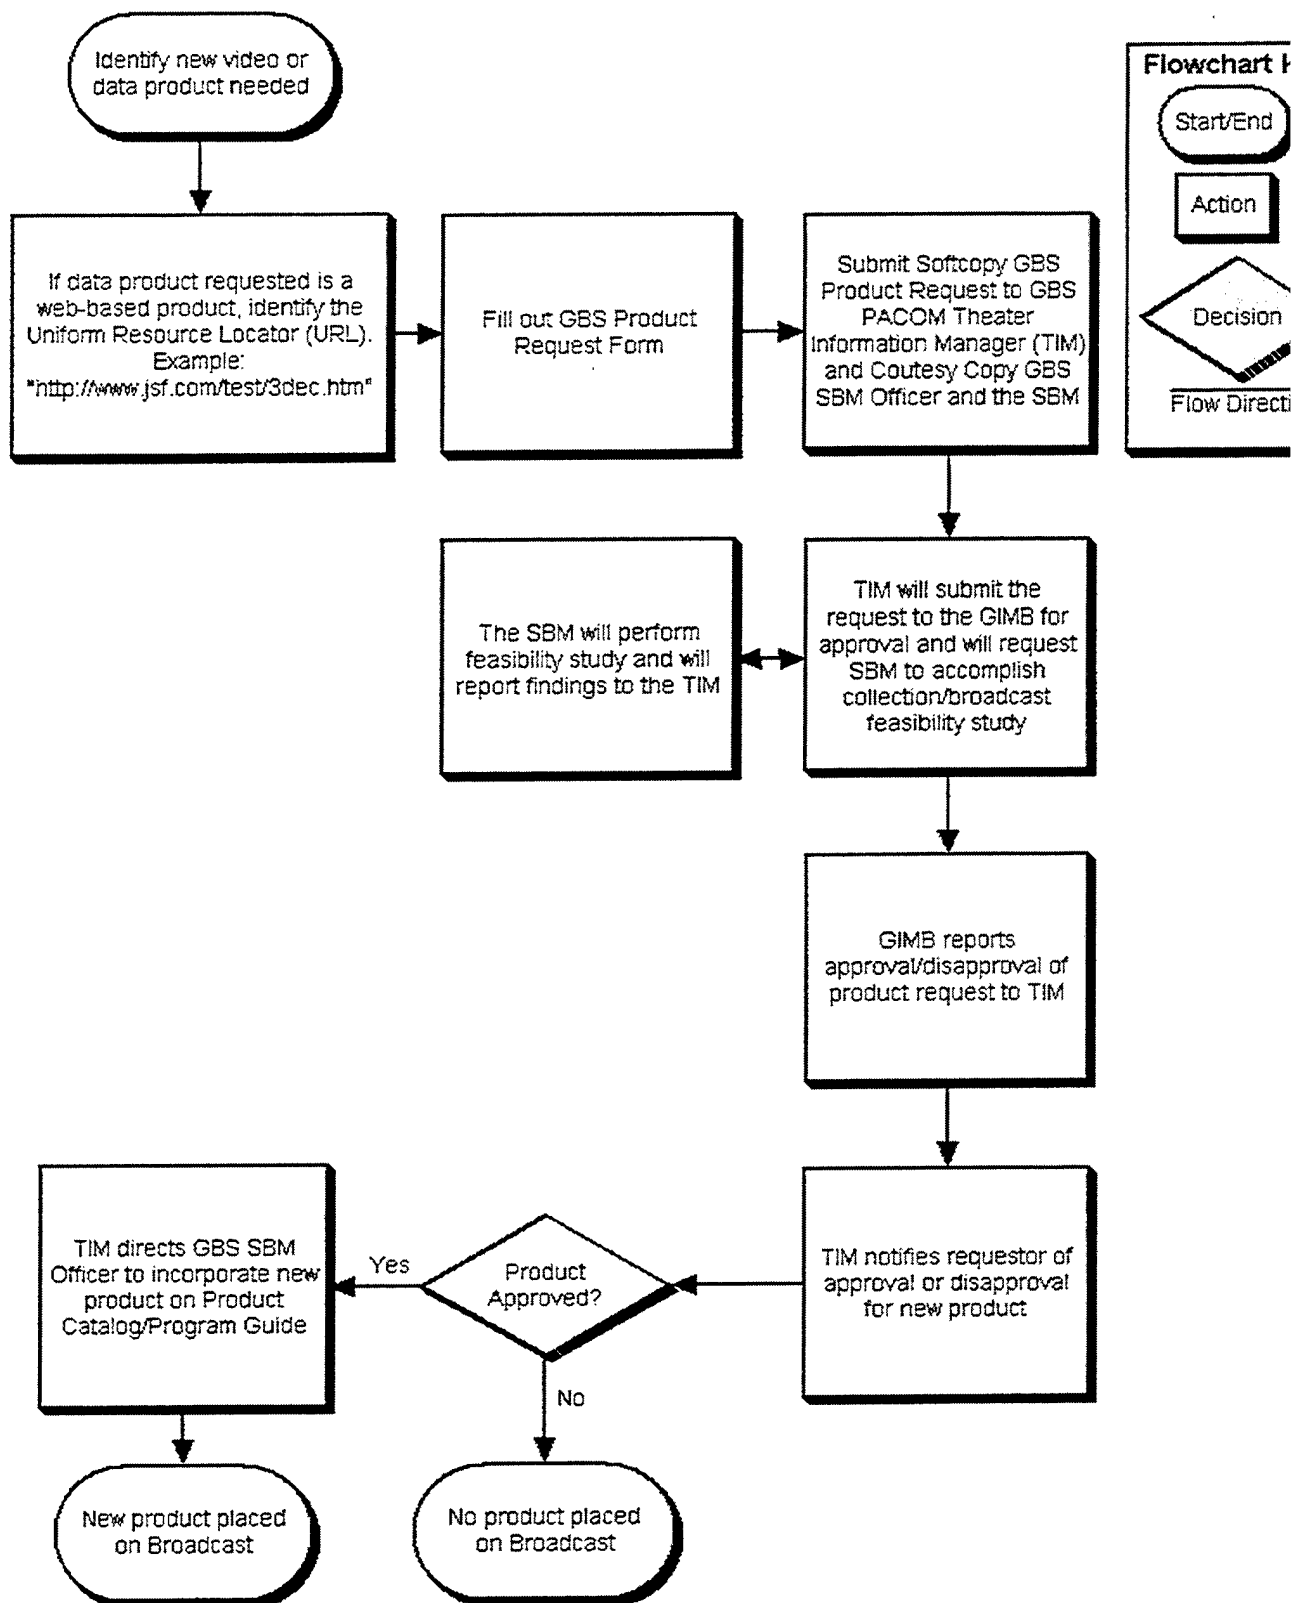 Identify new video or
data product needed
Flowchart
Start/End
Action
Decision
Flow
If data product requested is a
web-based product, identify the
Uniform Resource Locator (URL).
Example:
"http://www.jsf.com/test/3dec.htm"
Fill out GBS Product
Request Form
Submit Softcopy GBS
Product Request to GBS
PACOM Theater
Information Manager (TIM)
and Coutesy Copy GBS
SBM Officer and the SBM
The SBM will perform
feasibility study and will
report findings to the TIM
TIM will submit the
request to the GIMB for
approval and will request
SBM to accomplish
collection/broadcast
feasibility study
GIMB reports
approval/disapproval of
product request to TIM
TIM notifies requestor of
approval or disapproval
for new product
Product
Approved?
Yes
No
TIM directs GBS SBM
Officer to incorporate new
product on Product
Catalog/Program Guide
New product placed
on Broadcast
No product placed
on Broadcast